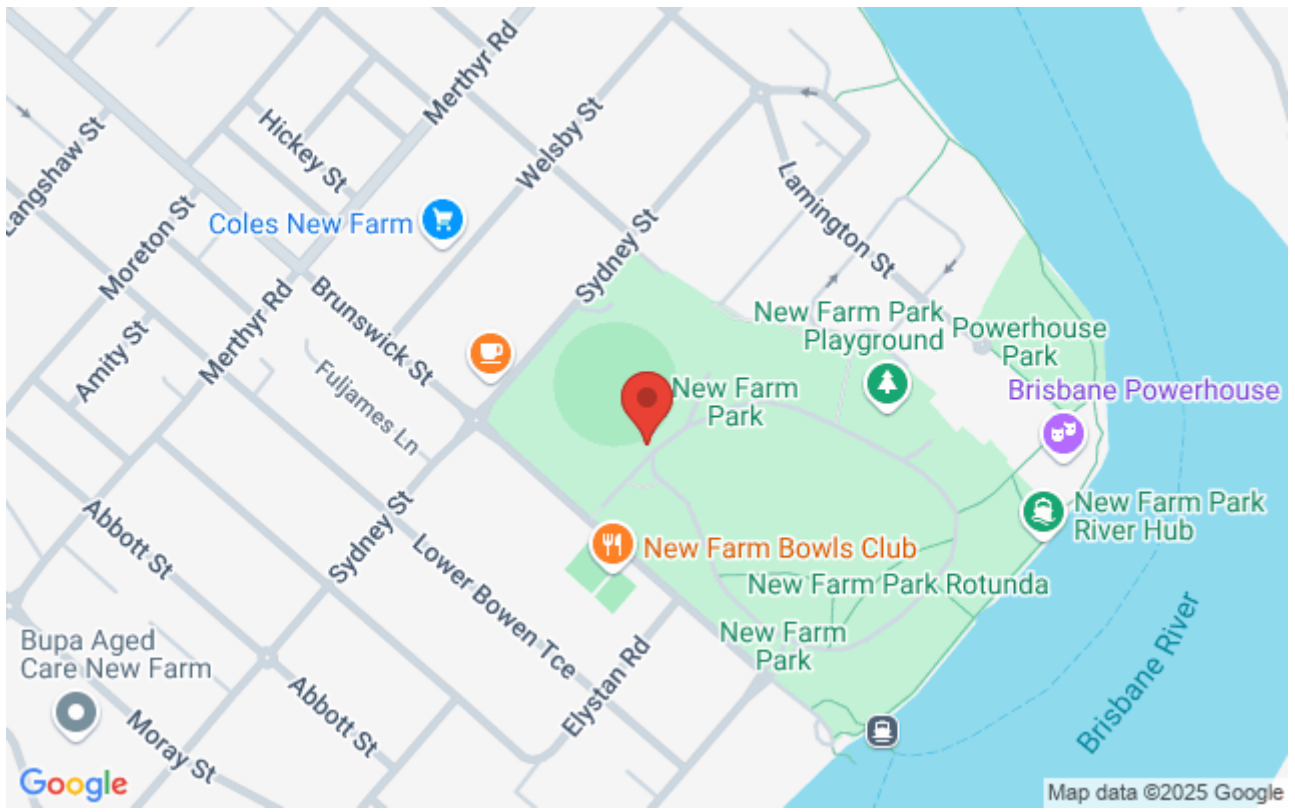 Merthyr Rd
Hickey St
Welsby St
Langshaw St
Moreton St
Coles New Farm
Sydney St
Lamington St
Brunswick St
Merthyr Rd
Amity St
Fuljames Ln
New Farm Park
Playground
Powerhouse
Park
New Farm
Park
Brisbane Powerhouse
Abbott St
Sydney St
Lower Bowen Tce
New Farm Bowls Club
New Farm Park
River Hub
New Farm Park Rotunda
New Farm
Park
Elystan Rd
Brisbane River
Bupa Aged
Care New Farm
Abbott St
Moray St
Google
Map data ©2025 Google